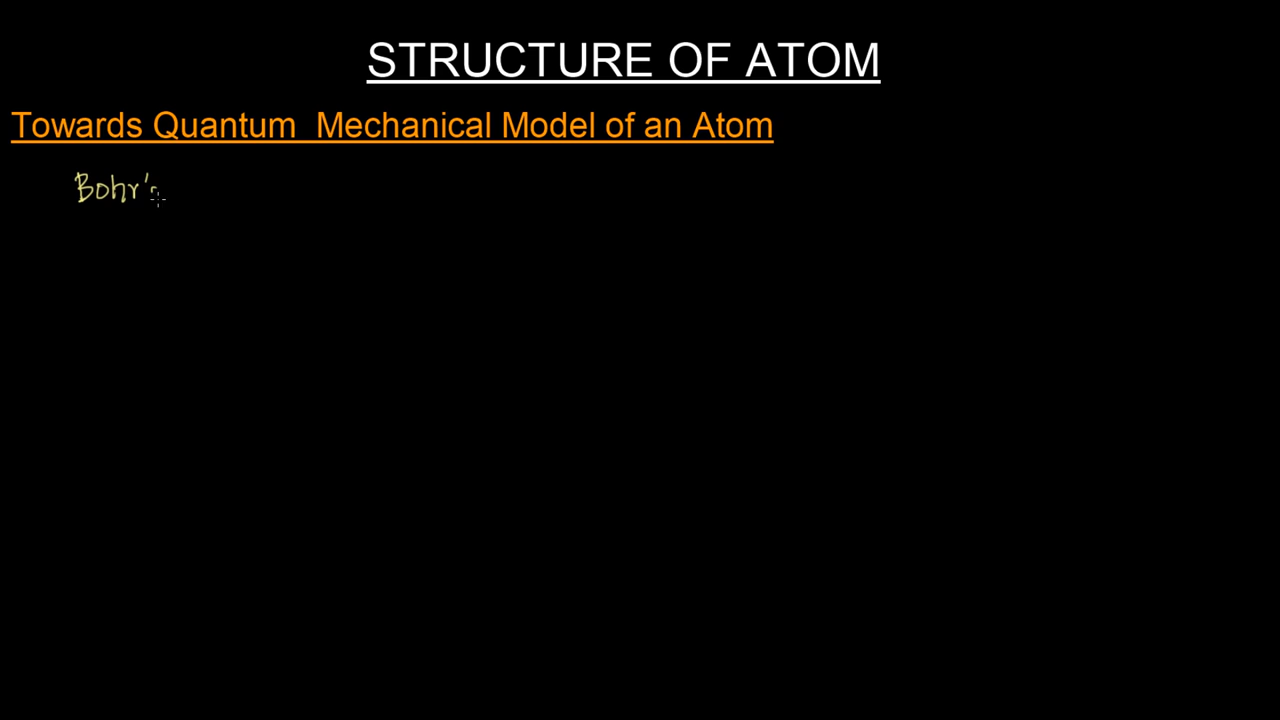 STRUCTURE OF ATOM
Towards Quantum  Mechanical Model of an Atom
Bohr's